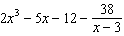 2x³ − 5x − 12 − 38/(x − 3)